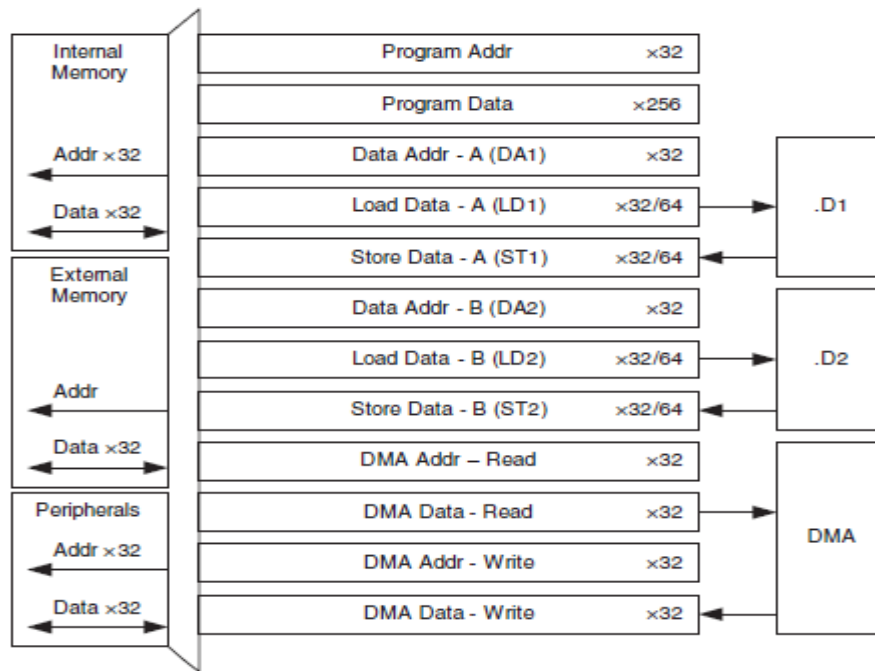 Internal
Memory
Addr ×32
Data ×32
External
Memory
Addr
Data ×32
Peripherals
Addr ×32
Data ×32
Program Addr ×32
Program Data ×256
Data Addr - A (DA1) ×32
Load Data - A (LD1) ×32/64
Store Data - A (ST1) ×32/64
Data Addr - B (DA2) ×32
Load Data - B (LD2) ×32/64
Store Data - B (ST2) ×32/64
DMA Addr – Read ×32
DMA Data - Read ×32
DMA Addr - Write ×32
DMA Data - Write ×32
.D1
.D2
DMA